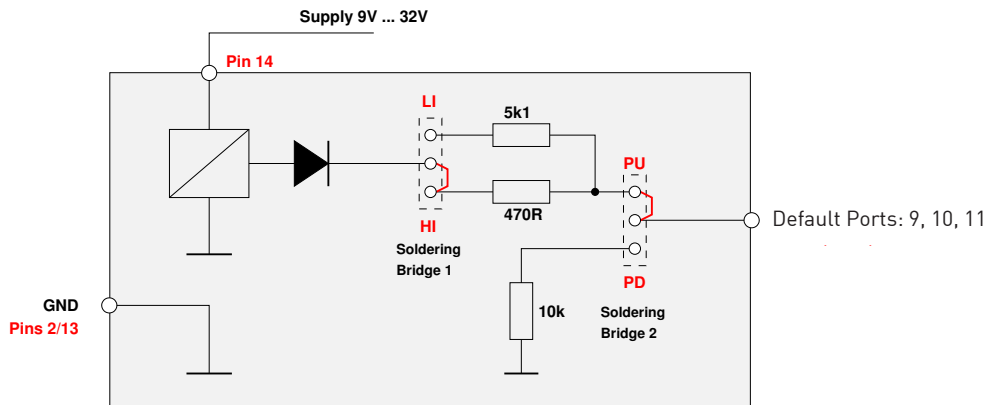 Supply 9V ... 32V
Pin 14
LI
5k1
PU
470R
HI
Default Ports: 9, 10, 11
Soldering
Bridge 1
PD
GND
Pins 2/13
10k
Soldering
Bridge 2